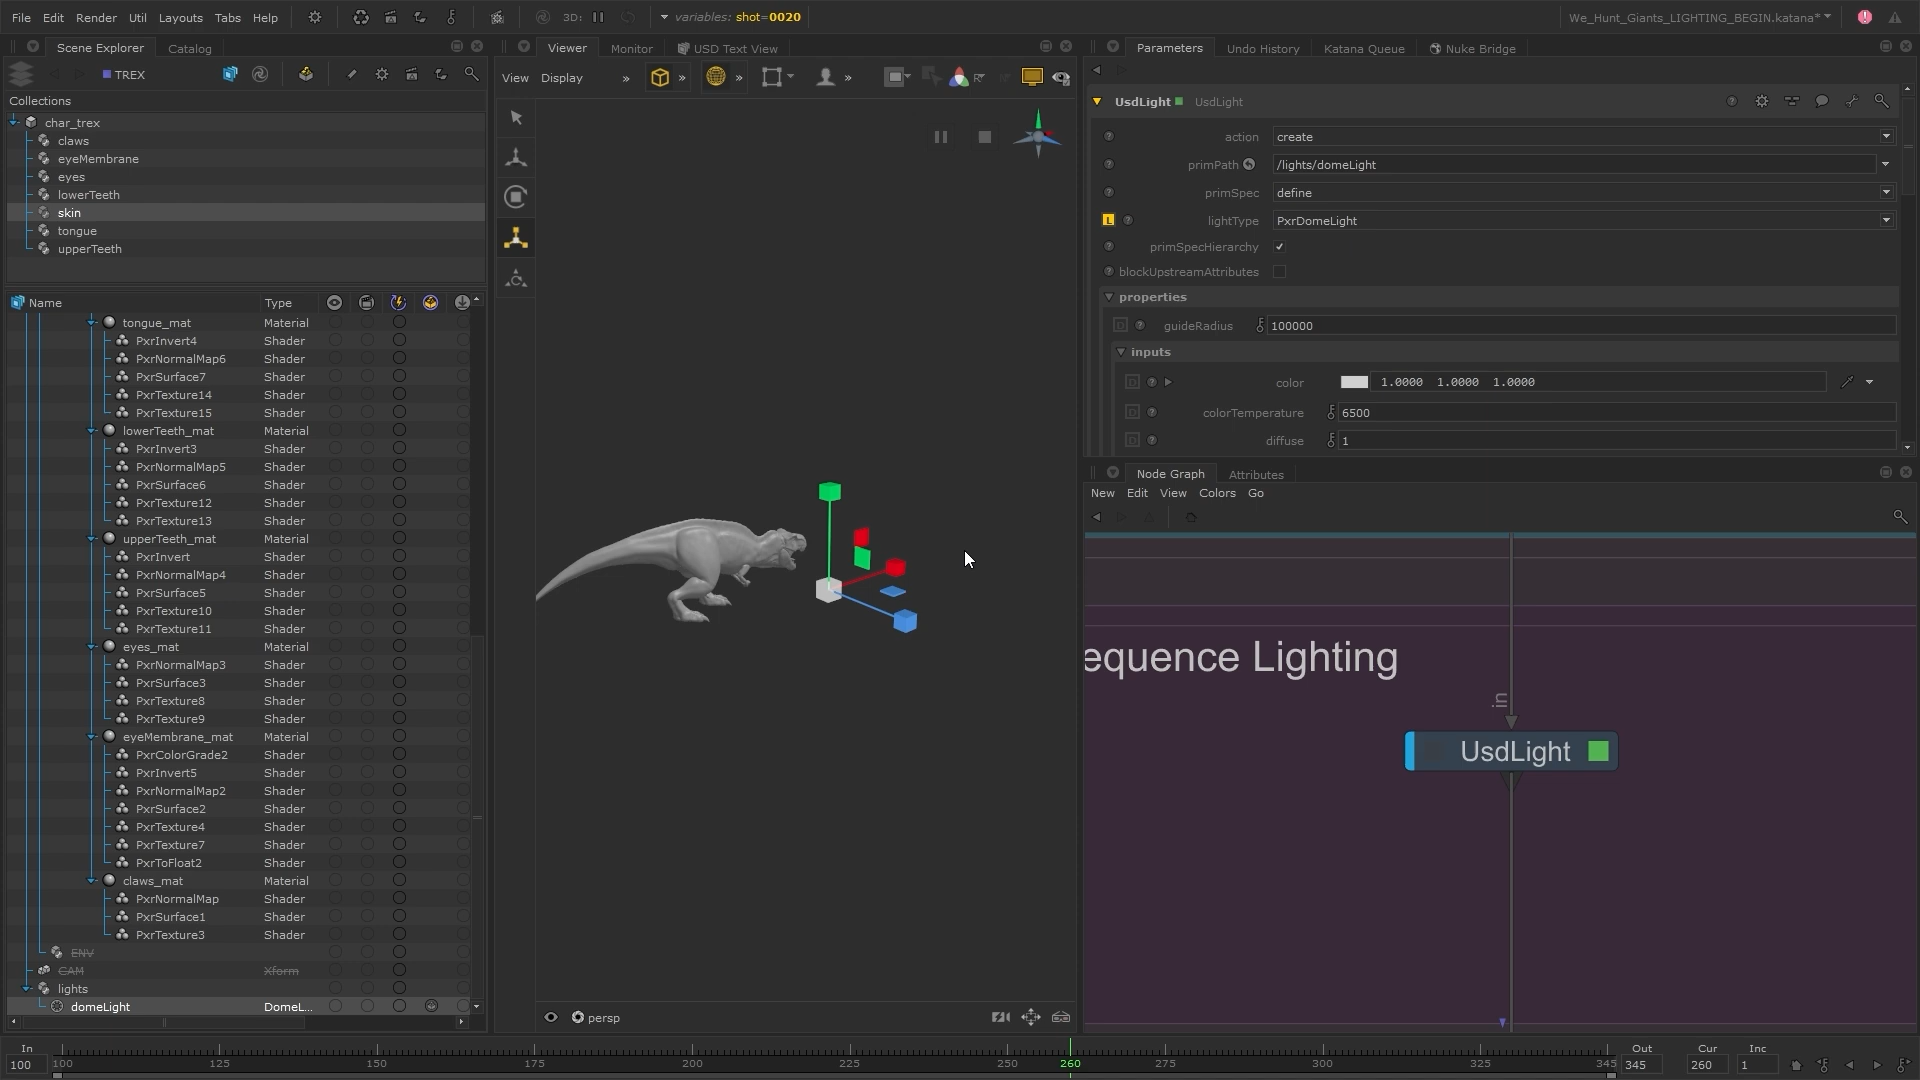 File Edit Render Util Layouts Tabs Help
3D:
variables: shot=0020
We_Hunt_Giants_LIGHTING_BEGIN.katana*
Scene Explorer Catalog
TREX
Collections
char_trex
claws
eyeMembrane
eyes
lowerTeeth
skin
tongue
upperTeeth
Name Type
tongue_mat Material
PxrInvert4 Shader
PxrNormalMap6 Shader
PxrSurface7 Shader
PxrTexture14 Shader
PxrTexture15 Shader
lowerTeeth_mat Material
PxrInvert3 Shader
PxrNormalMap5 Shader
PxrSurface6 Shader
PxrTexture12 Shader
PxrTexture13 Shader
upperTeeth_mat Material
PxrInvert Shader
PxrNormalMap4 Shader
PxrSurface5 Shader
PxrTexture10 Shader
PxrTexture11 Shader
eyes_mat Material
PxrNormalMap3 Shader
PxrSurface3 Shader
PxrTexture8 Shader
PxrTexture9 Shader
eyeMembrane_mat Material
PxrColorGrade2 Shader
PxrInvert5 Shader
PxrNormalMap2 Shader
PxrSurface2 Shader
PxrTexture4 Shader
PxrTexture7 Shader
PxrToFloat2 Shader
claws_mat Material
PxrNormalMap Shader
PxrSurface1 Shader
PxrTexture3 Shader
ENV
CAM Xform
lights
domeLight DomeL...
Viewer Monitor USD Text View
View Display » » » »
persp
Parameters Undo History Katana Queue Nuke Bridge
UsdLight UsdLight
action create
primPath /lights/domeLight
primSpec define
L lightType PxrDomeLight
primSpecHierarchy
blockUpstreamAttributes
properties
guideRadius 100000
inputs
color 1.0000 1.0000 1.0000
colorTemperature 6500
diffuse 1
Node Graph Attributes
New Edit View Colors Go
equence Lighting
in
UsdLight
In
100
100 125 150 175 200 225 250 260 275 300 325 345
Out
345
Cur
260
Inc
1